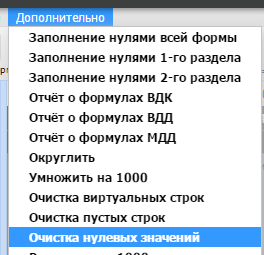 Дополнительно
Заполнение нулями всей формы
Заполнение нулями 1-го раздела
Заполнение нулями 2-го раздела
Отчёт о формулах ВДК
Отчёт о формулах ВДД
Отчёт о формулах МДД
Округлить
Умножить на 1000
Очистка виртуальных строк
Очистка пустых строк
Очистка нулевых значений